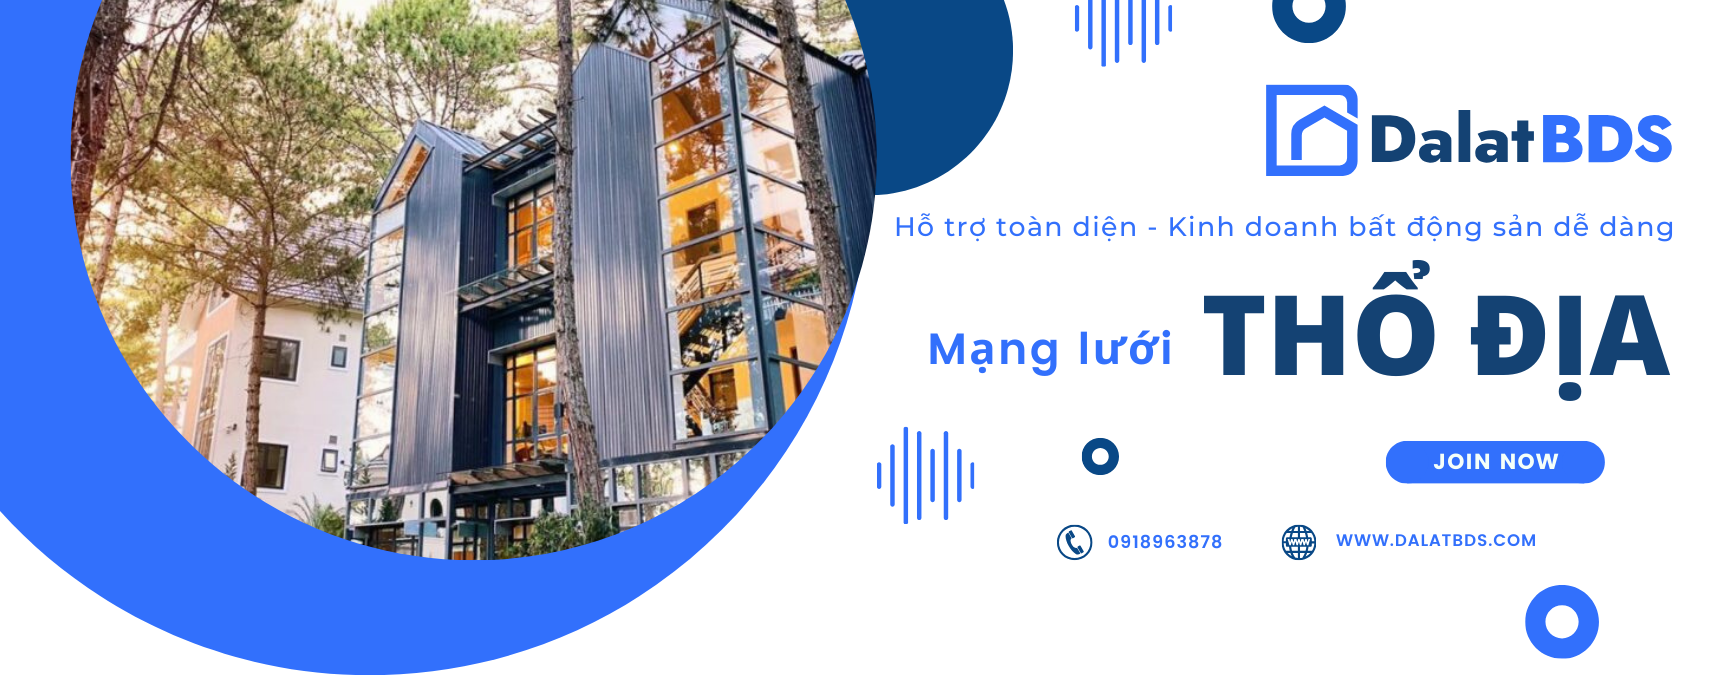 DalatBDS
Hỗ trợ toàn diện - Kinh doanh bất động sản dễ dàng
Mạng lưới THỔ ĐỊA
JOIN NOW
0918963878
WWW
WWW.DALATBDS.COM